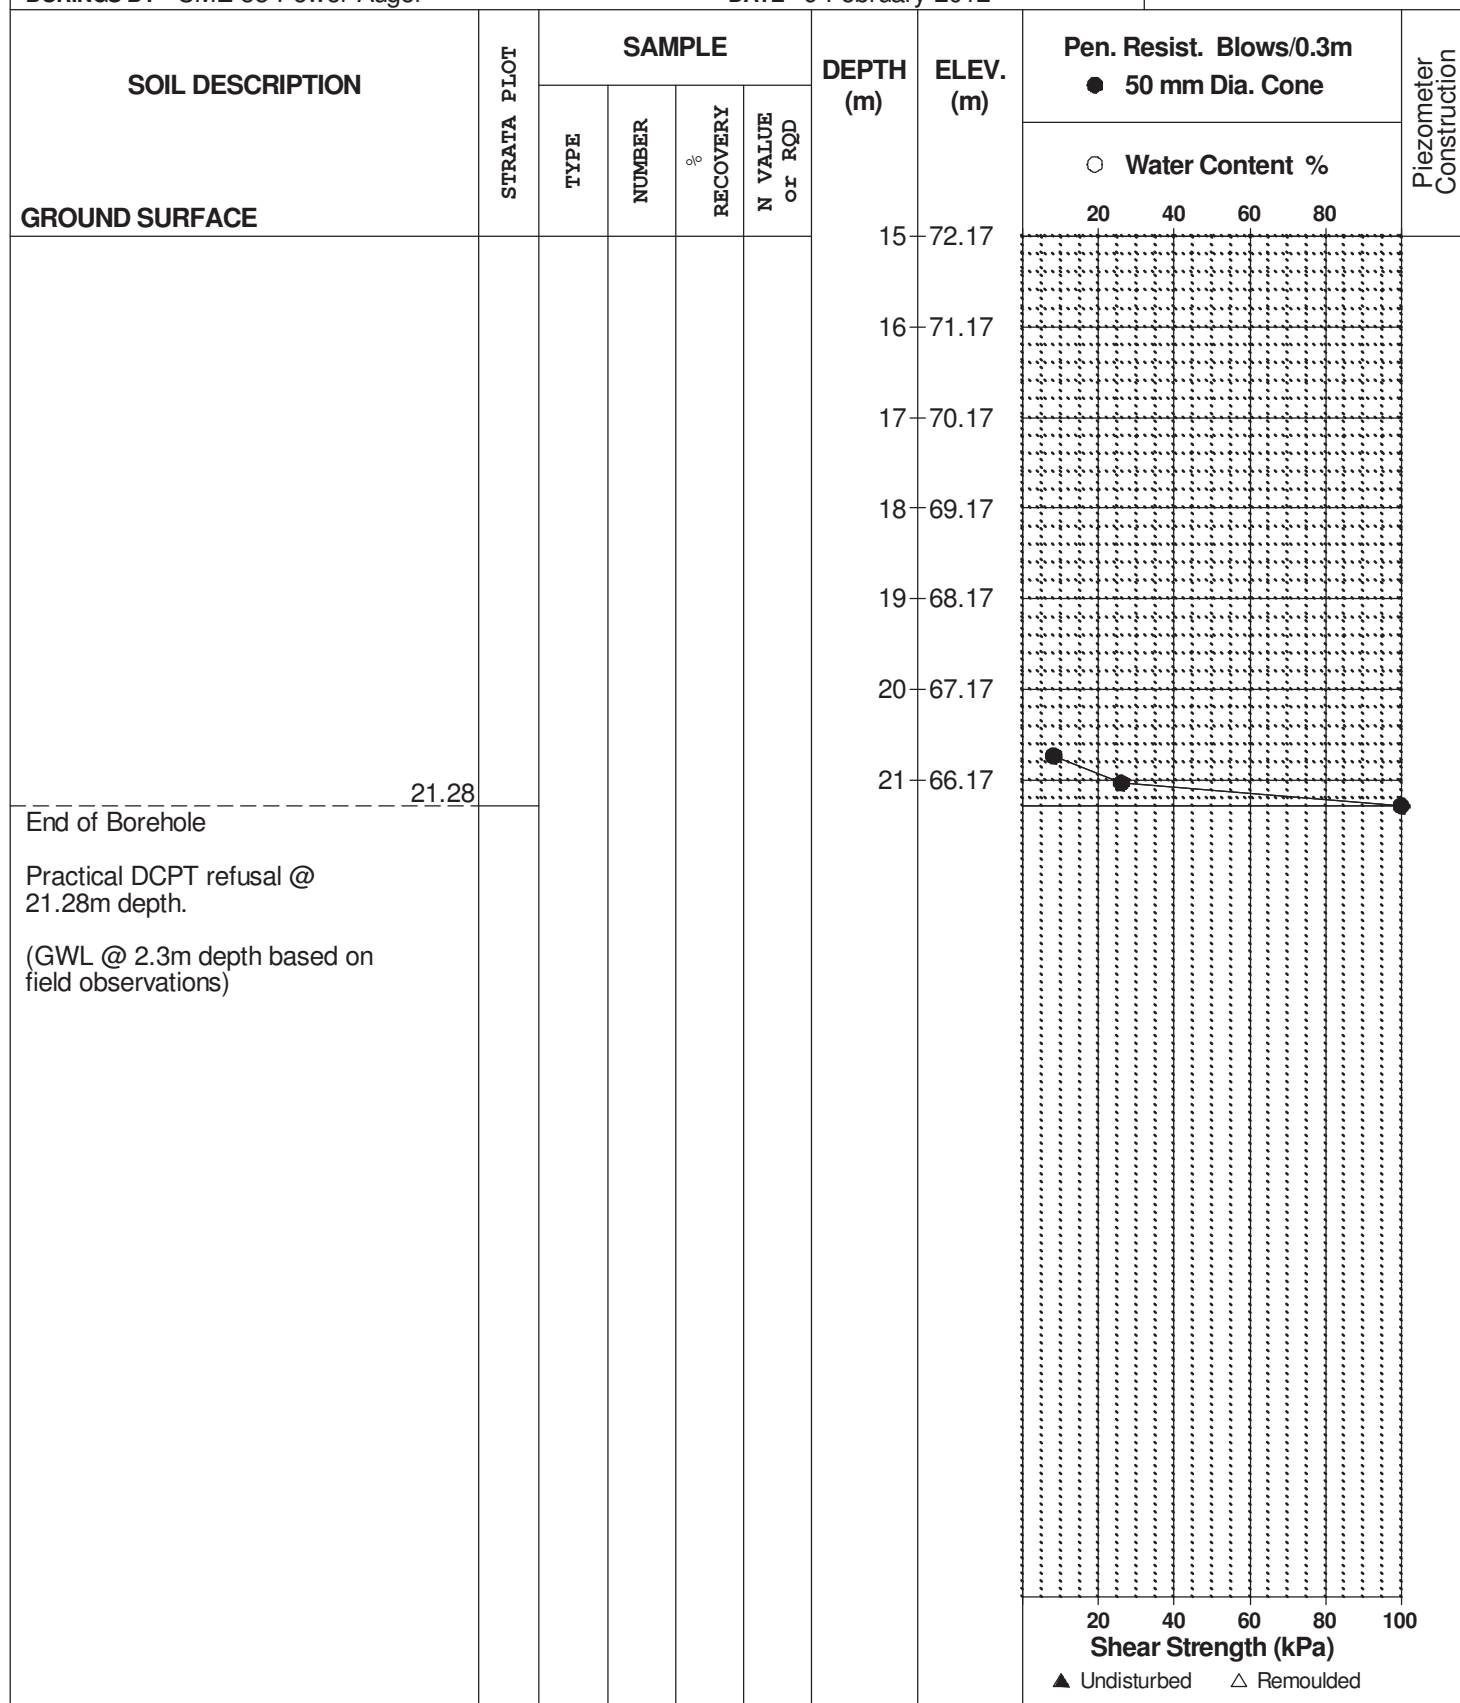 SOIL DESCRIPTION
GROUND SURFACE
STRATA PLOT
SAMPLE
TYPE
NUMBER
%
RECOVERY
N VALUE
or RQD
DEPTH
(m)
ELEV.
(m)
Pen. Resist. Blows/0.3m
● 50 mm Dia. Cone
○ Water Content %
20 40 60 80
Piezometer
Construction
15 72.17
16 71.17
17 70.17
18 69.17
19 68.17
20 67.17
21 66.17
21.28
End of Borehole
Practical DCPT refusal @
21.28m depth.
(GWL @ 2.3m depth based on
field observations)
20 40 60 80 100
Shear Strength (kPa)
▲ Undisturbed △ Remoulded